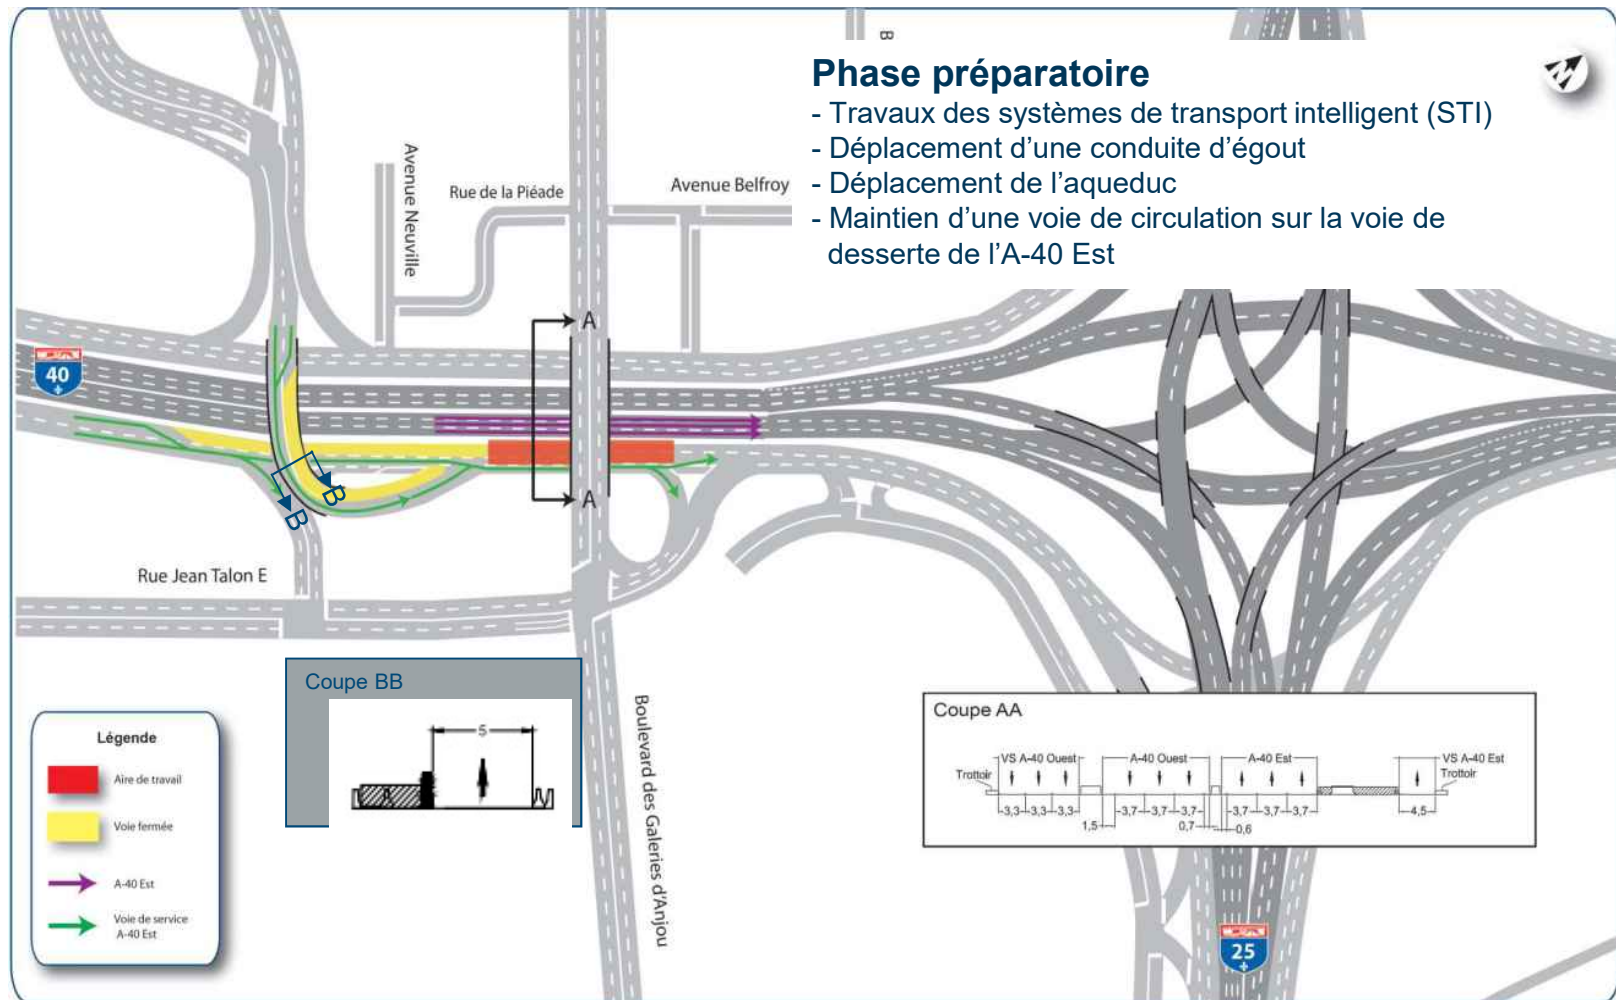 B
Phase préparatoire
- Travaux des systèmes de transport intelligent (STI)
- Déplacement d'une conduite d'égout
- Déplacement de l'aqueduc
- Maintien d'une voie de circulation sur la voie de
desserte de l'A-40 Est
Avenue Neuville
Rue de la Piéade
Avenue Belfroy
A
40
A
B
B
Rue Jean Talon E
Boulevard des Galeries d'Anjou
Coupe BB
5
Légende
Aire de travail
Voie fermée
A-40 Est
Voie de service
A-40 Est
Coupe AA
VS A-40 Ouest
A-40 Ouest
A-40 Est
VS A-40 Est
Trottoir
Trottoir
3,3 3,3 3,3
3,7 3,7 3,7
3,7 3,7 3,7
4,5
1,5
0,7
0,6
25